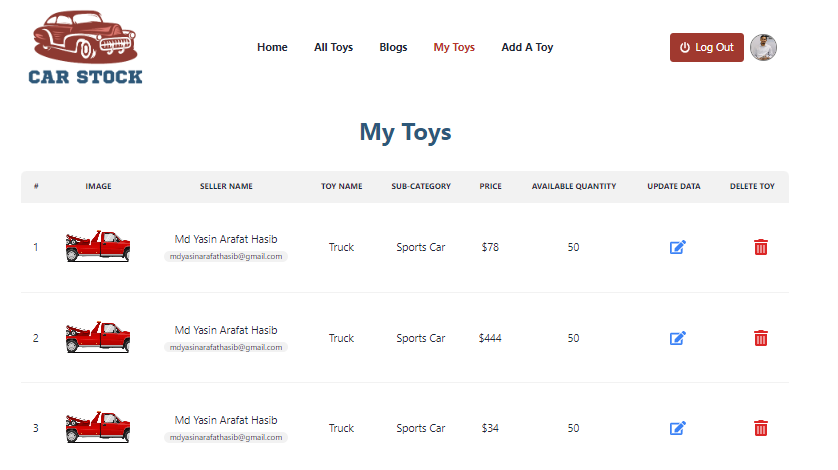 CAR STOCK
Home All Toys Blogs My Toys Add A Toy Log Out
My Toys
# IMAGE SELLER NAME TOY NAME SUB-CATEGORY PRICE AVAILABLE QUANTITY UPDATE DATA DELETE TOY
1 Md Yasin Arafat Hasib Truck Sports Car $78 50
mdyasinarafathasib@gmail.com
2 Md Yasin Arafat Hasib Truck Sports Car $444 50
mdyasinarafathasib@gmail.com
3 Md Yasin Arafat Hasib Truck Sports Car $34 50
mdyasinarafathasib@gmail.com